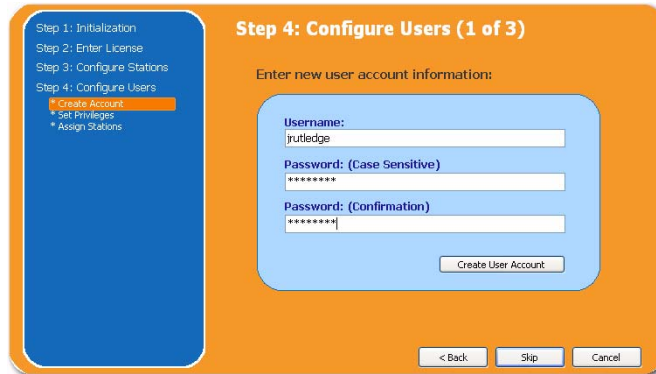 Step 1: Initialization
Step 2: Enter License
Step 3: Configure Stations
Step 4: Configure Users
* Create Account
* Set Privileges
* Assign Stations
Step 4: Configure Users (1 of 3)
Enter new user account information:
Username:
jrutledge
Password: (Case Sensitive)
********
Password: (Confirmation)
********
Create User Account
< Back
Skip
Cancel